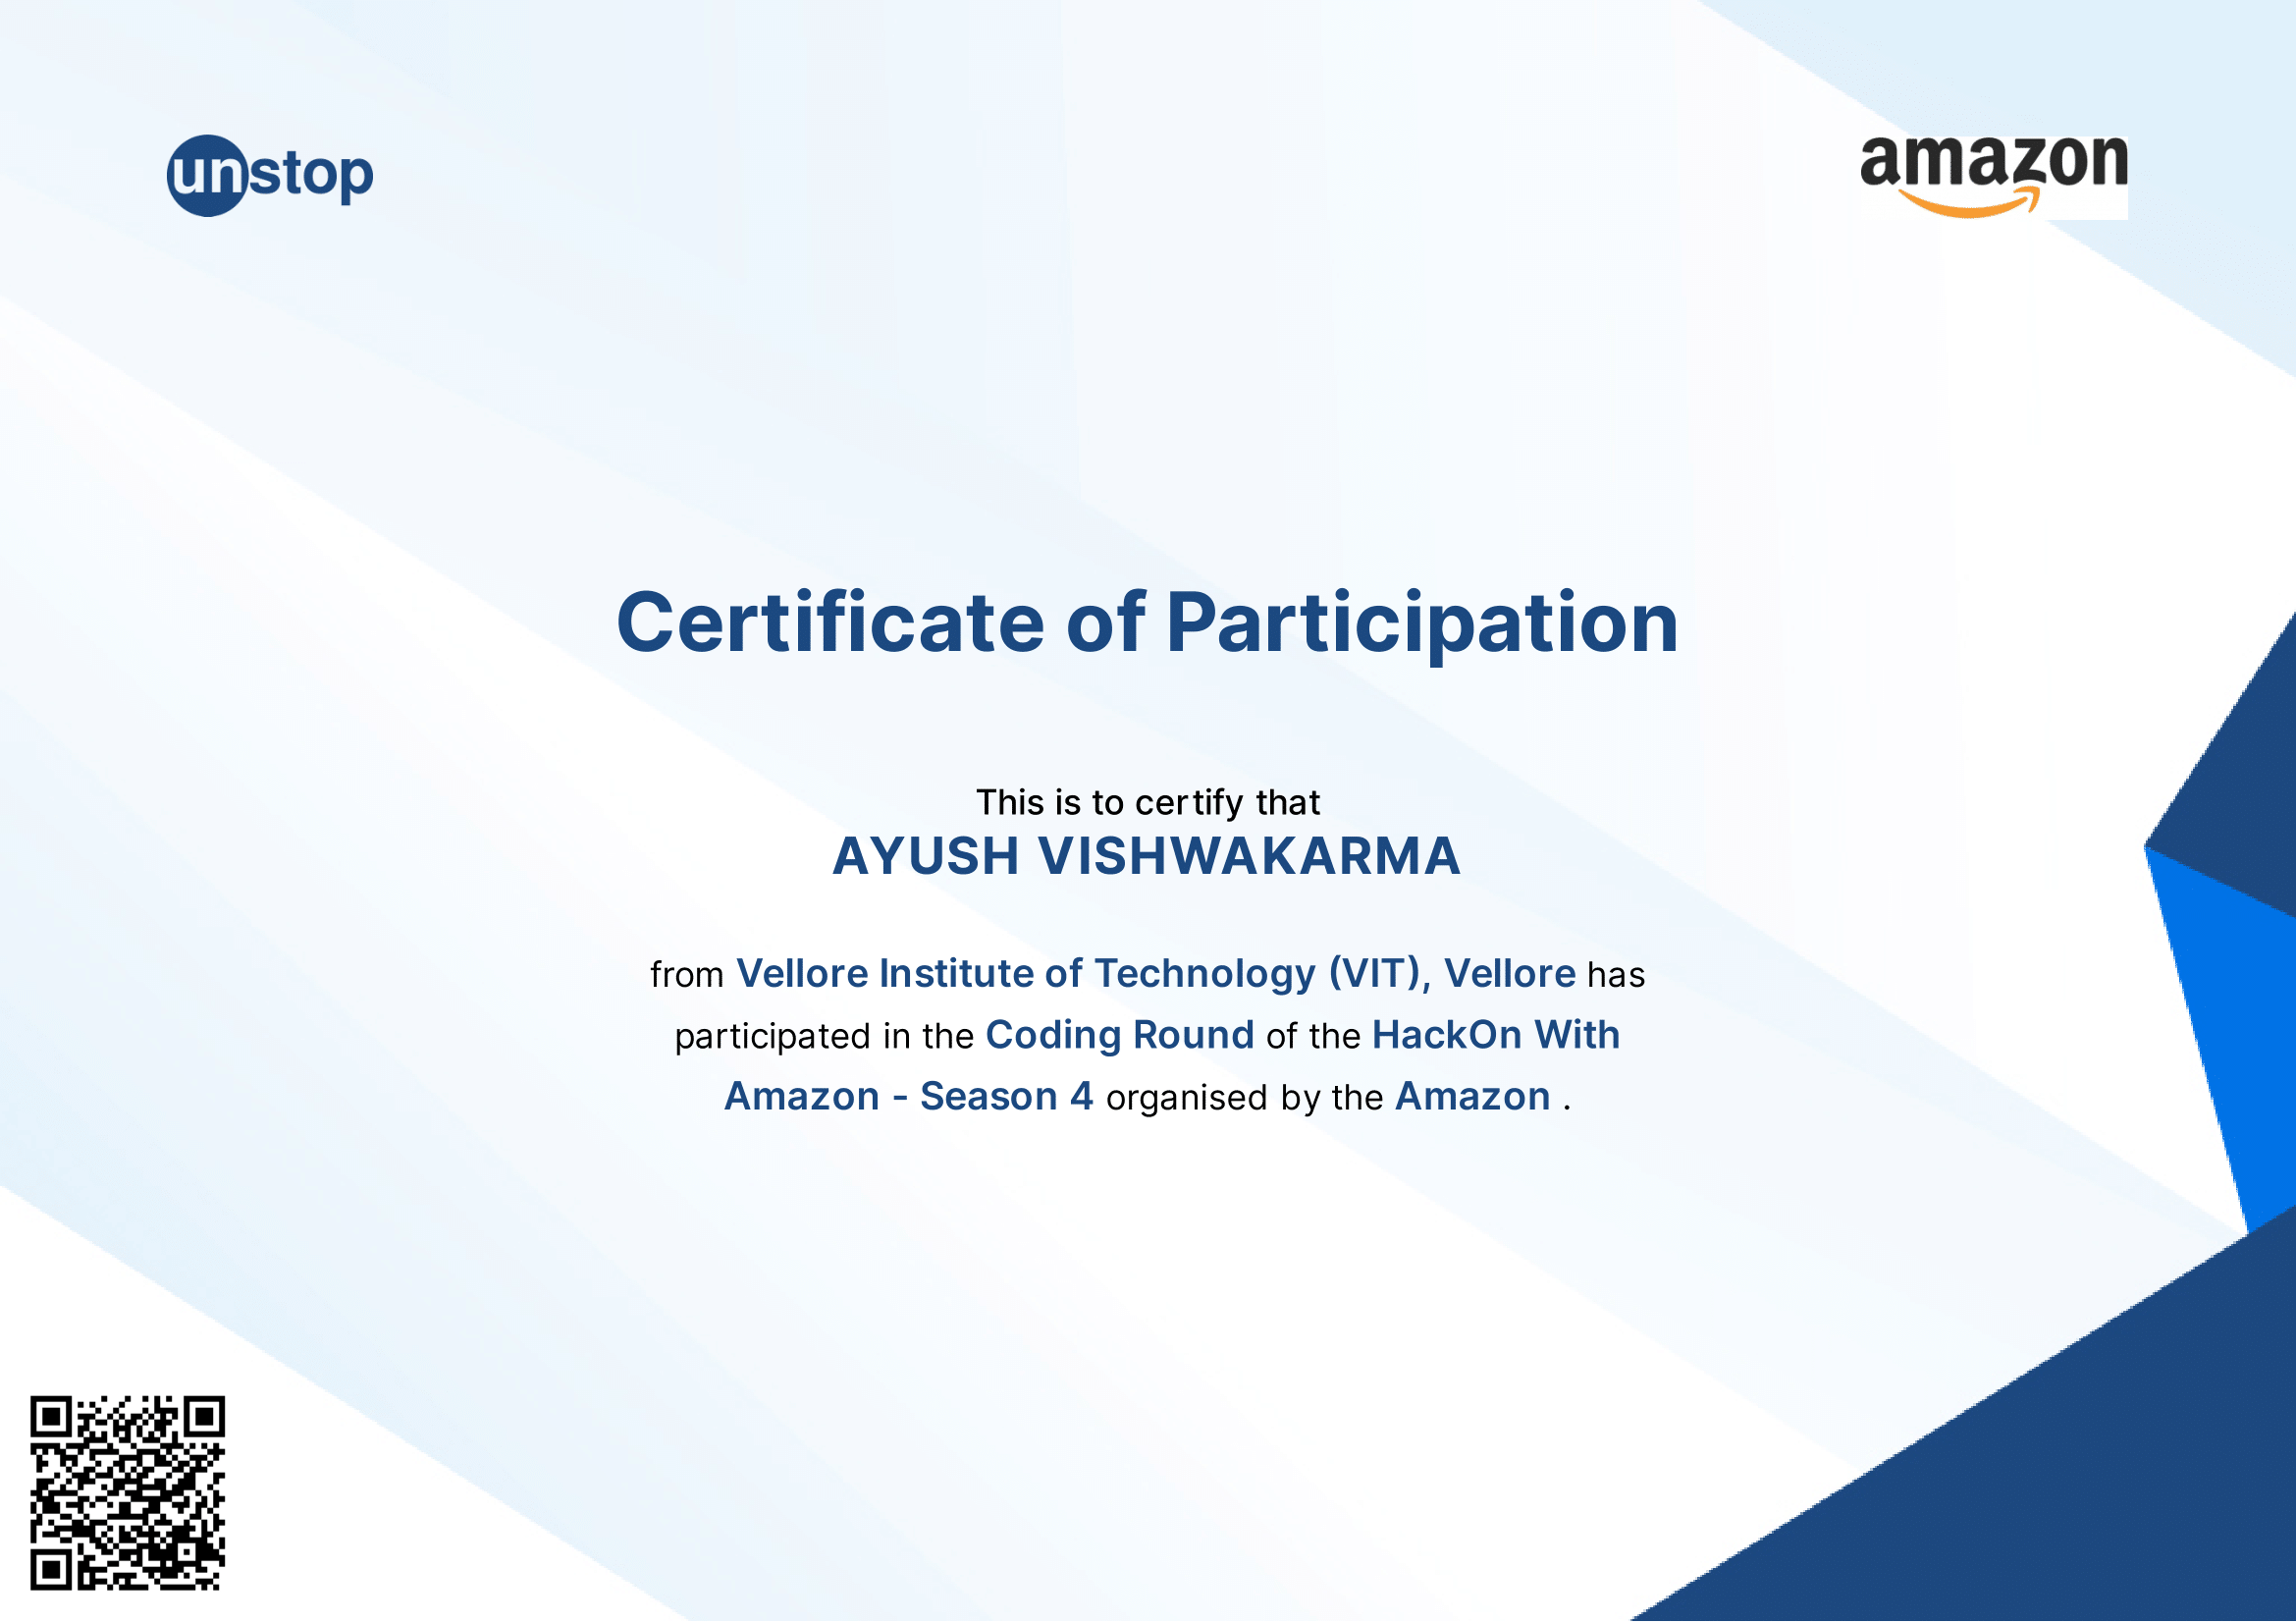 unstop
amazon
Certificate of Participation
This is to certify that
AYUSH VISHWAKARMA
from Vellore Institute of Technology (VIT), Vellore has
participated in the Coding Round of the HackOn With
Amazon - Season 4 organised by the Amazon .